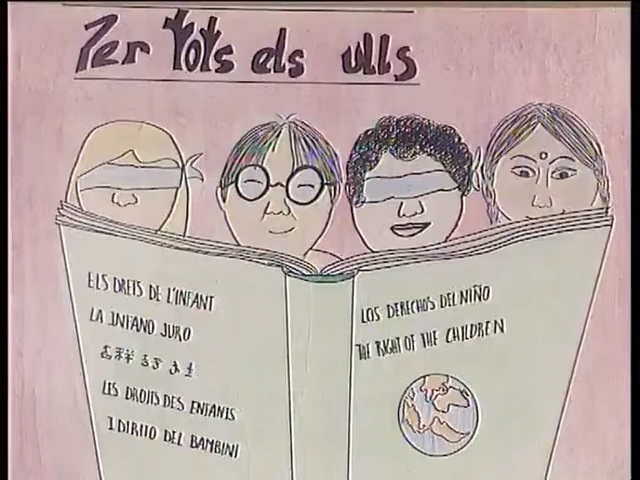 Per tots els ulls
ELS DRETS DE L'INFANT
LA INFANO JURO
LES DROITS DES ENFANTS
I DIRITTO DEL BAMBINI
LOS DERECHOS DEL NIÑO
THE RIGHT OF THE CHILDREN